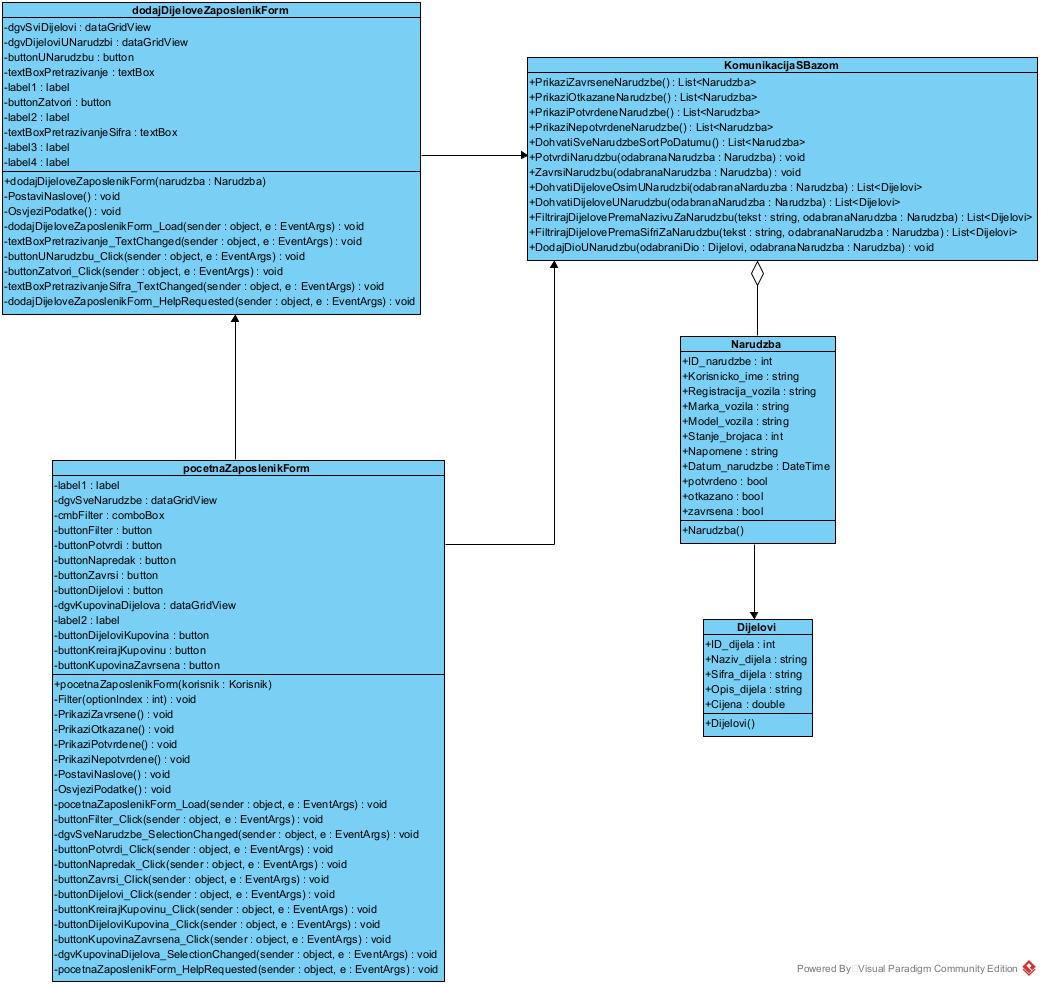 dodajDijeloveZaposlenikForm
-dgvSviDijelovi : dataGridView
-dgvDijeloviUNarudzbi : dataGridView
-buttonUNarudzbu : button
-textBoxPretrazivanje : textBox
-label1 : label
-buttonZatvori : button
-label2 : label
-textBoxPretrazivanjeSifra : textBox
-label3 : label
-label4 : label
+dodajDijeloveZaposlenikForm(narudzba : Narudzba)
-PostaviNaslove() : void
-OsvjeziPodatke() : void
-dodajDijeloveZaposlenikForm_Load(sender : object, e : EventArgs) : void
-textBoxPretrazivanje_TextChanged(sender : object, e : EventArgs) : void
-buttonUNarudzbu_Click(sender : object, e : EventArgs) : void
-buttonZatvori_Click(sender : object, e : EventArgs) : void
-textBoxPretrazivanjeSifra_TextChanged(sender : object, e : EventArgs) : void
-dodajDijeloveZaposlenikForm_HelpRequested(sender : object, e : EventArgs) : void
KomunikacijaSBazom
+PrikaziZavrseneNarudzbe() : List<Narudzba>
+PrikaziOtkazaneNarudzbe() : List<Narudzba>
+PrikaziPotvrdeneNarudzbe() : List<Narudzba>
+PrikaziNepotvrdeneNarudzbe() : List<Narudzba>
+DohvatiSveNarudzbeSortPoDatumu() : List<Narudzba>
+PotvrdiNarudzbu(odabranaNarudzba : Narudzba) : void
+ZavrsiNarudzbu(odabranaNarudzba : Narudzba) : void
+DohvatiDijeloveOsimUNarudzbi(odabranaNarduzba : Narudzba) : List<Dijelovi>
+DohvatiDijeloveUNarudzbu(odabranaNarudzba : Narudzba) : List<Dijelovi>
+FiltrirajDijelovePremaNazivuZaNarudzbu(tekst : string, odabranaNarudzba : Narudzba) : List<Dijelovi>
+FiltrirajDijelovePremaSifriZaNarudzbu(tekst : string, odabranaNarudzba : Narudzba) : List<Dijelovi>
+DodajDioUNarudzbu(odabraniDio : Dijelovi, odabranaNarudzba : Narudzba) : void
Narudzba
+ID_narudzbe : int
+Korisnicko_ime : string
+Registracija_vozila : string
+Marka_vozila : string
+Model_vozila : string
+Stanje_brojaca : int
+Napomene : string
+Datum_narudzbe : DateTime
+potvrdeno : bool
+otkazano : bool
+zavrsena : bool
+Narudzba()
pocetnaZaposlenikForm
-label1 : label
-dgvSveNarudzbe : dataGridView
-cmbFilter : comboBox
-buttonFilter : button
-buttonPotvrdi : button
-buttonNapredak : button
-buttonZavrsi : button
-buttonDijelovi : button
-dgvKupovinaDijelova : dataGridView
-label2 : label
-buttonDijeloviKupovina : button
-buttonKreirajKupovinu : button
-buttonKupovinaZavrsena : button
+pocetnaZaposlenikForm(korisnik : Korisnik)
-Filter(optionIndex : int) : void
-PrikaziZavrsene() : void
-PrikaziOtkazane() : void
-PrikaziPotvrdene() : void
-PrikaziNepotvrdene() : void
-PostaviNaslove() : void
-OsvjeziPodatke() : void
-pocetnaZaposlenikForm_Load(sender : object, e : EventArgs) : void
-buttonFilter_Click(sender : object, e : EventArgs) : void
-dgvSveNarudzbe_SelectionChanged(sender : object, e : EventArgs) : void
-buttonPotvrdi_Click(sender : object, e : EventArgs) : void
-buttonNapredak_Click(sender : object, e : EventArgs) : void
-buttonZavrsi_Click(sender : object, e : EventArgs) : void
-buttonDijelovi_Click(sender : object, e : EventArgs) : void
-buttonKreirajKupovinu_Click(sender : object, e : EventArgs) : void
-buttonDijeloviKupovina_Click(sender : object, e : EventArgs) : void
-buttonKupovinaZavrsena_Click(sender : object, e : EventArgs) : void
-dgvKupovinaDijelova_SelectionChanged(sender : object, e : EventArgs) : void
-pocetnaZaposlenikForm_HelpRequested(sender : object, e : EventArgs) : void
Dijelovi
+ID_dijela : int
+Naziv_dijela : string
+Sifra_dijela : string
+Opis_dijela : string
+Cijena : double
+Dijelovi()
Powered By Visual Paradigm Community Edition